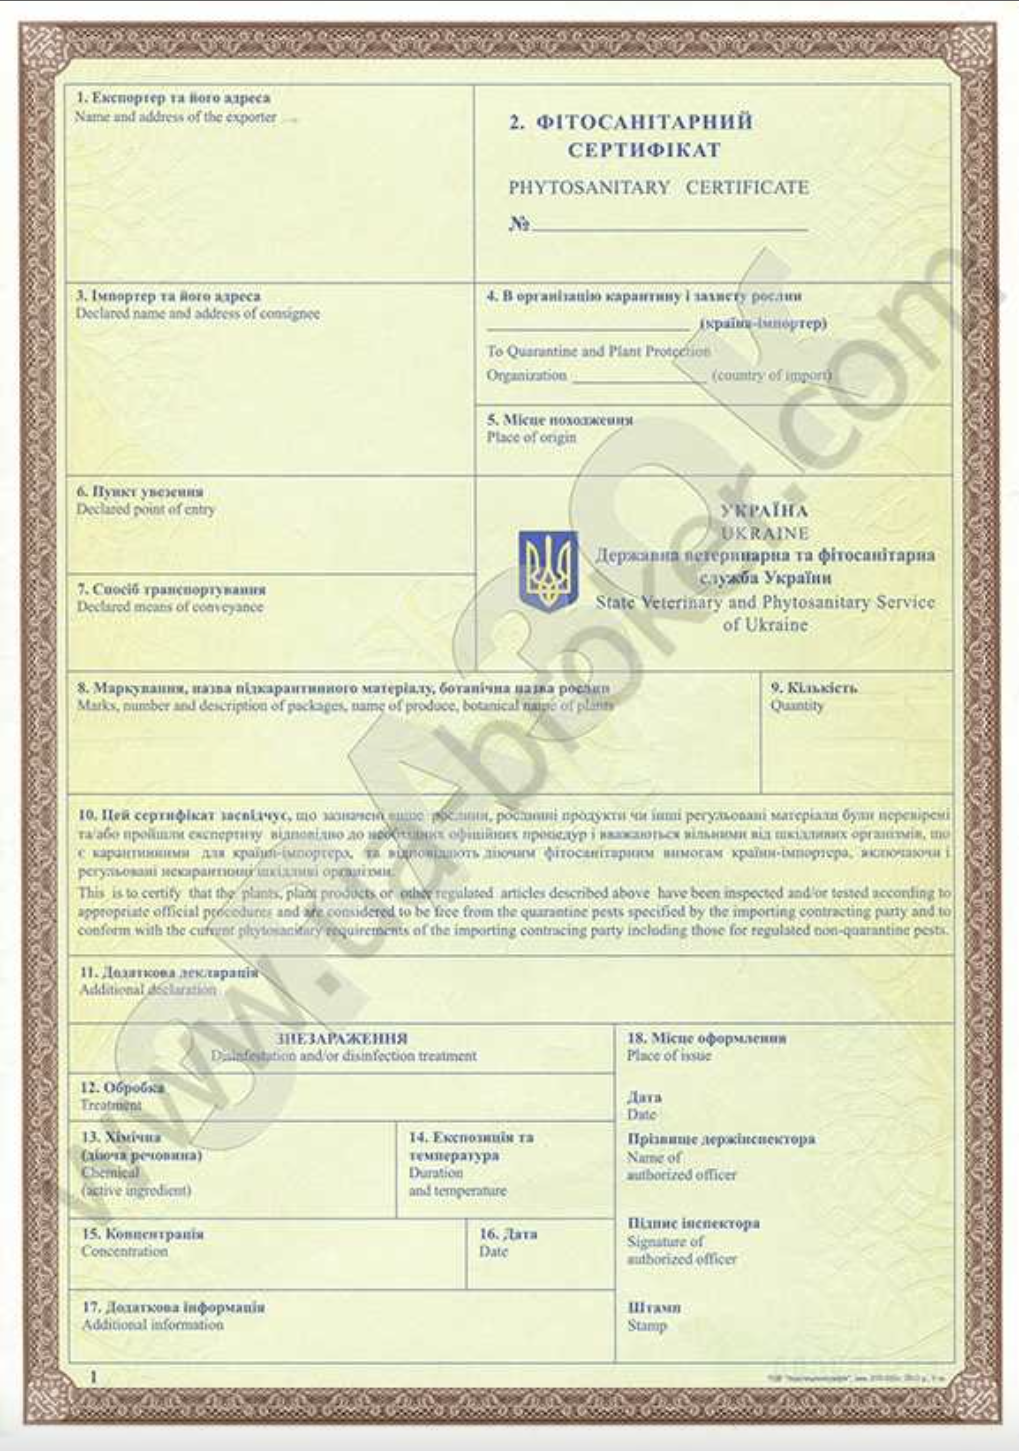 1. Експортер та його адреса
Name and address of the exporter
2. ФІТОСАНІТАРНИЙ
СЕРТИФІКАТ
PHYTOSANITARY CERTIFICATE
№
3. Імпортер та його адреса
Declared name and address of consignee
4. В організацію карантину і захисту рослин
(країна-імпортер)
To Quarantine and Plant Protection
Organization (country of import)
5. Місце походження
Place of origin
6. Пункт увезення
Declared point of entry
7. Спосіб транспортування
Declared means of conveyance
УКРАЇНА
UKRAINE
Державна ветеринарна та фітосанітарна
служба України
State Veterinary and Phytosanitary Service
of Ukraine
8. Маркування, назва підкарантинного матеріалу, ботанічна назва рослин
Marks, number and description of packages, name of produce, botanical name of plants
9. Кількість
Quantity
10. Цей сертифікат засвідчує, що зазначені вище рослини, рослинні продукти чи інші регульовані матеріали були перевірені
та/або пройшли експертизу відповідно до необхідних офіційних процедур і вважаються вільними від шкідливих організмів, що
є карантинними для країни-імпортера, та відповідають діючим фітосанітарним вимогам країни-імпортера, включаючи і
регульовані некарантинні шкідливі організми.
This is to certify that the plants, plant products or other regulated articles described above have been inspected and/or tested according to
appropriate official procedures and are considered to be free from the quarantine pests specified by the importing contracting party and to
conform with the current phytosanitary requirements of the importing contracing party including those for regulated non-quarantine pests.
11. Додаткова декларація
Additional declaration
ЗНЕЗАРАЖЕННЯ
Disinfestation and/or disinfection treatment
12. Обробка
Treatment
13. Хімічна
(діюча речовина)
Chemical
(active ingredient)
14. Експозиція та
температура
Duration
and temperature
15. Концентрація
Concentration
16. Дата
Date
17. Додаткова інформація
Additional information
18. Місце оформлення
Place of issue
Дата
Date
Прізвище держінспектора
Name of
authorized officer
Підпис інспектора
Signature of
authorized officer
Штамп
Stamp
1
ЗРАЗОК
www.ua-broker.com